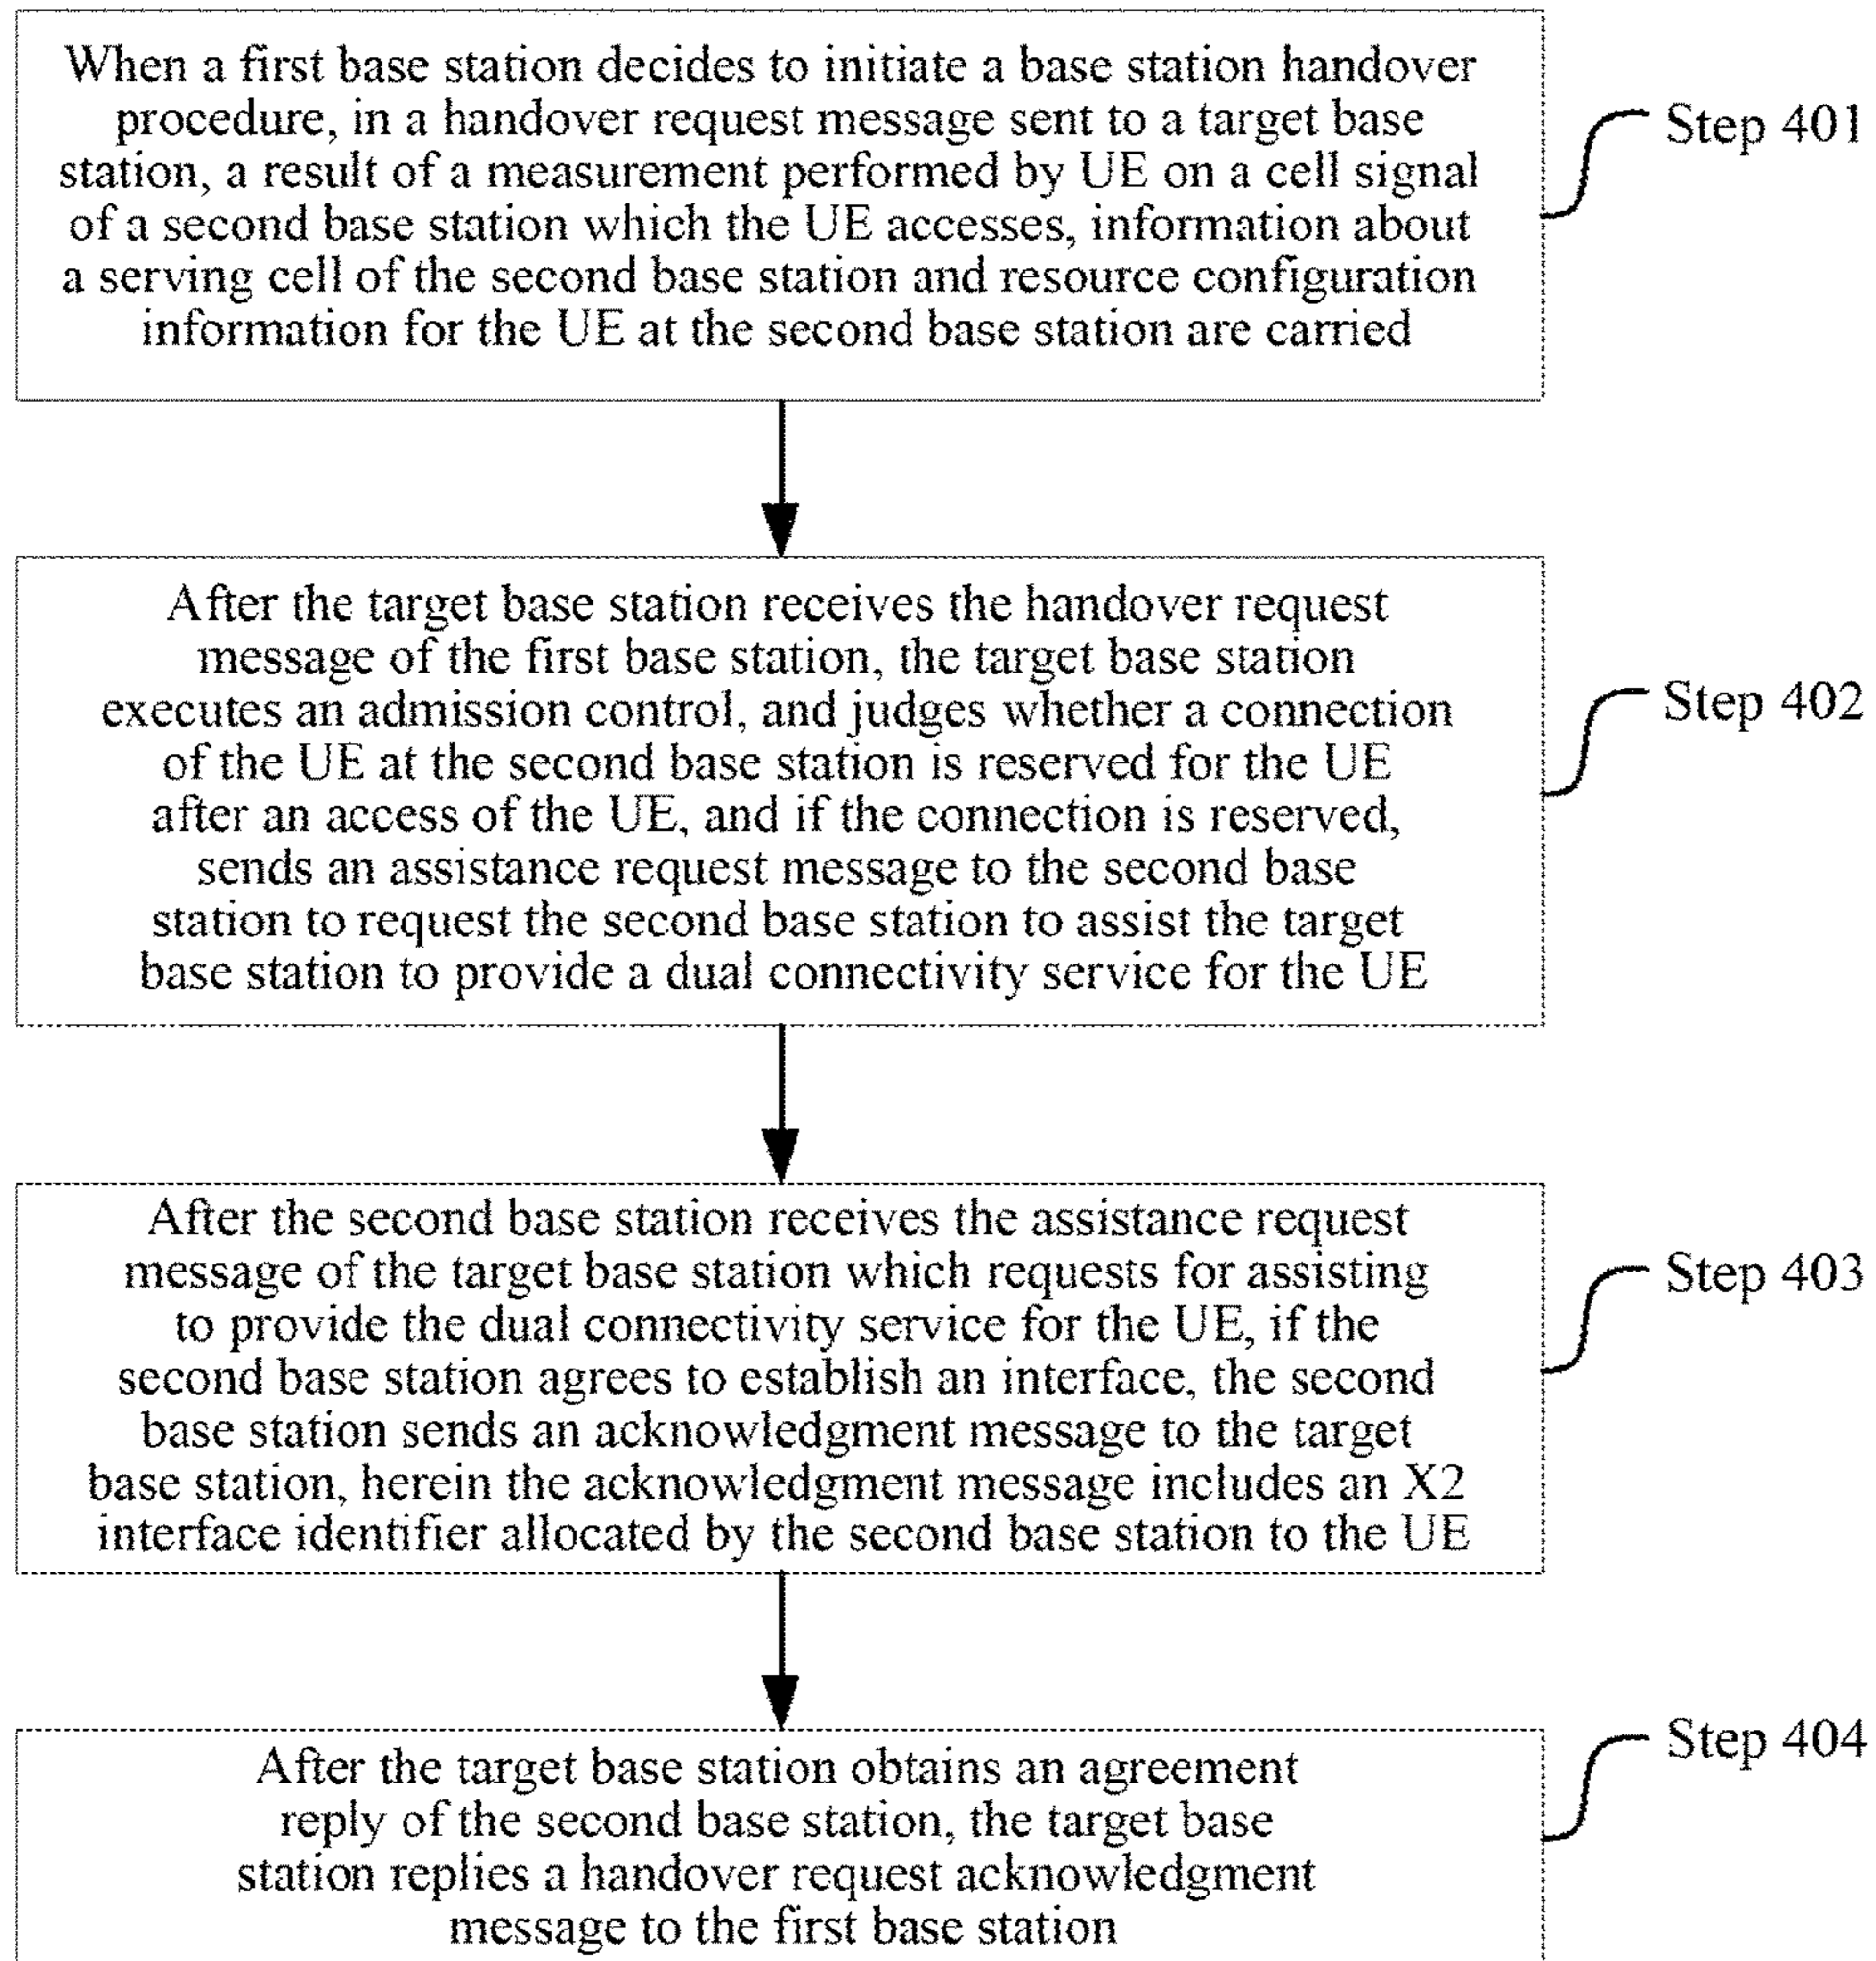 When a first base station decides to initiate a base station handover
procedure, in a handover request message sent to a target base
station, a result of a measurement performed by UE on a cell signal
of a second base station which the UE accesses, information about
a serving cell of the second base station and resource configuration
information for the UE at the second base station are carried
Step 401
After the target base station receives the handover request
message of the first base station, the target base station
executes an admission control, and judges whether a connection
of the UE at the second base station is reserved for the UE
after an access of the UE, and if the connection is reserved,
sends an assistance request message to the second base
station to request the second base station to assist the target
base station to provide a dual connectivity service for the UE
Step 402
After the second base station receives the assistance request
message of the target base station which requests for assisting
to provide the dual connectivity service for the UE, if the
second base station agrees to establish an interface, the second
base station sends an acknowledgment message to the target
base station, herein the acknowledgment message includes an X2
interface identifier allocated by the second base station to the UE
Step 403
After the target base station obtains an agreement
reply of the second base station, the target base
station replies a handover request acknowledgment
message to the first base station
Step 404